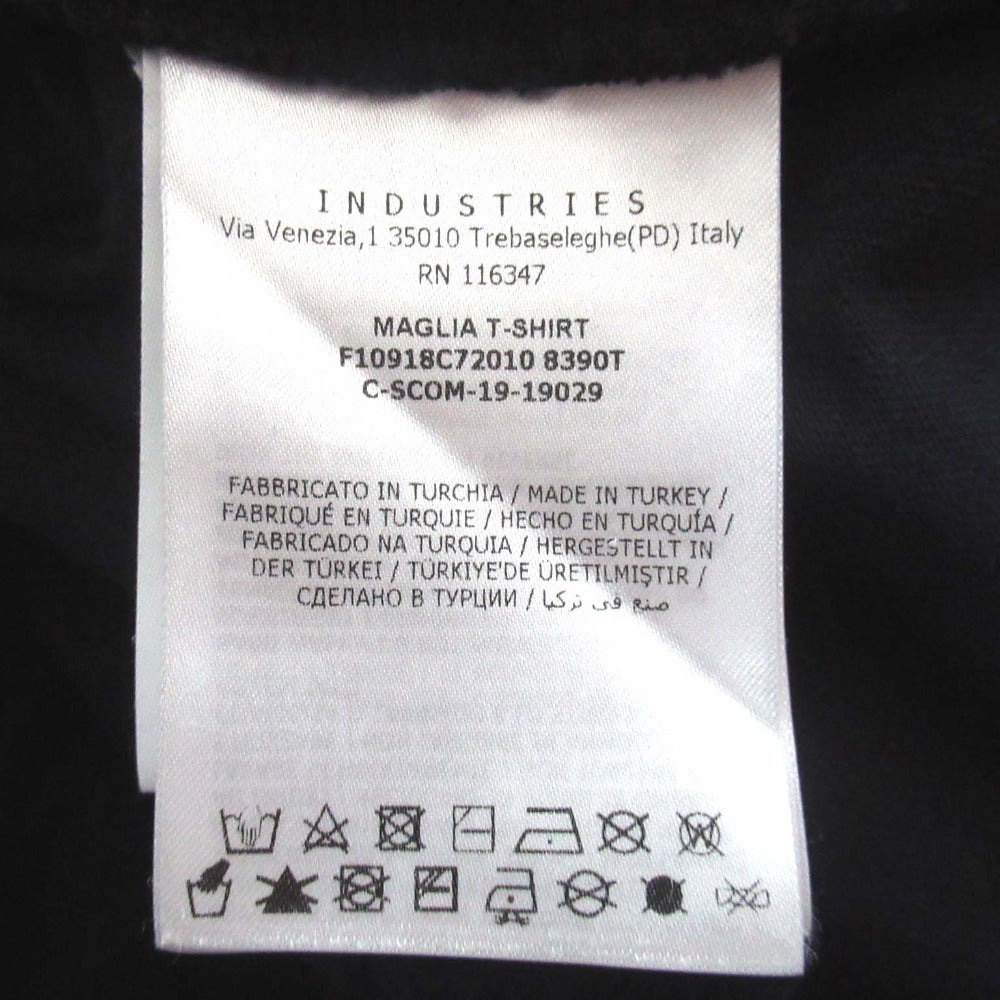 INDUSTRIES
Via Venezia,1 35010 Trebaseleghe(PD) Italy
RN 116347
MAGLIA T-SHIRT
F10918C72010 8390T
C-SCOM-19-19029
FABBRICATO IN TURCHIA / MADE IN TURKEY /
FABRIQUÉ EN TURQUIE / HECHO EN TURQUÍA /
FABRICADO NA TURQUIA / HERGESTELLT IN
DER TÜRKEI / TÜRKIYE'DE ÜRETILMIŞTIR /
СДЕЛАНО В ТУРЦИИ / صنع في تركيا
W